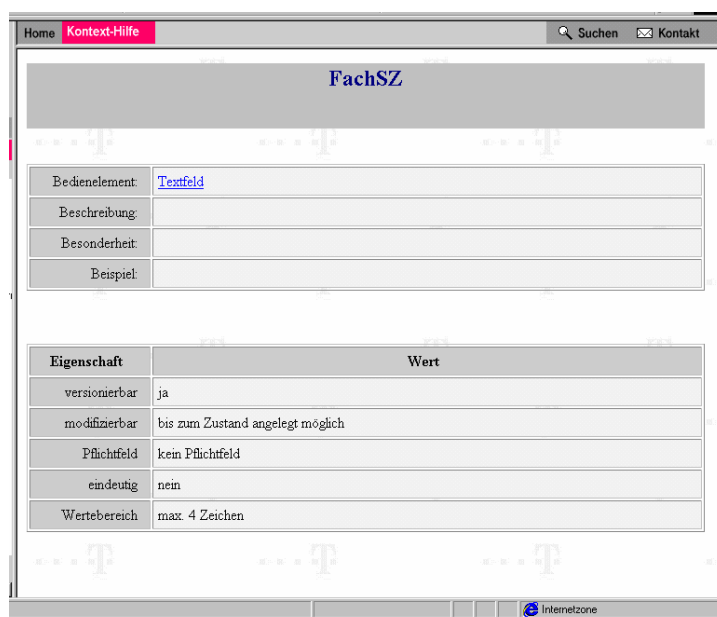 Home Kontext-Hilfe Suchen Kontakt
FachSZ
Bedienelement: Textfeld
Beschreibung:
Besonderheit:
Beispiel:
Eigenschaft Wert
versionierbar ja
modifizierbar bis zum Zustand angelegt möglich
Pflichtfeld kein Pflichtfeld
eindeutig nein
Wertebereich max. 4 Zeichen
Internetzone